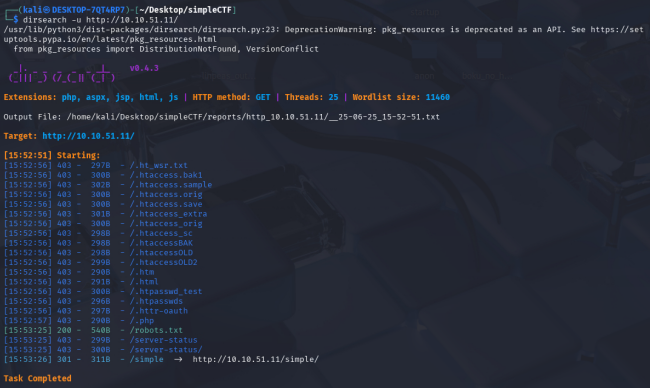 ┌──(kali㉿DESKTOP-7QT4RP7)-[~/Desktop/simpleCTF]
└─$ dirsearch -u http://10.10.51.11/
/usr/lib/python3/dist-packages/dirsearch/dirsearch.py:23: DeprecationWarning: pkg_resources is deprecated as an API. See https://set
uptools.pypa.io/en/latest/pkg_resources.html
from pkg_resources import DistributionNotFound, VersionConflict
v0.4.3
Extensions: php, aspx, jsp, html, js | HTTP method: GET | Threads: 25 | Wordlist size: 11460
Output File: /home/kali/Desktop/simpleCTF/reports/http_10.10.51.11/__25-06-25_15-52-51.txt
Target: http://10.10.51.11/
[15:52:51] Starting:
[15:52:56] 403 - 297B - /.ht_wsr.txt
[15:52:56] 403 - 300B - /.htaccess.bak1
[15:52:56] 403 - 302B - /.htaccess.sample
[15:52:56] 403 - 300B - /.htaccess.orig
[15:52:56] 403 - 300B - /.htaccess.save
[15:52:56] 403 - 301B - /.htaccess_extra
[15:52:56] 403 - 300B - /.htaccess_orig
[15:52:56] 403 - 298B - /.htaccess_sc
[15:52:56] 403 - 298B - /.htaccessBAK
[15:52:56] 403 - 298B - /.htaccessOLD
[15:52:56] 403 - 299B - /.htaccessOLD2
[15:52:56] 403 - 290B - /.htm
[15:52:56] 403 - 291B - /.html
[15:52:56] 403 - 300B - /.htpasswd_test
[15:52:56] 403 - 296B - /.htpasswds
[15:52:56] 403 - 297B - /.httr-oauth
[15:52:57] 403 - 290B - /.php
[15:53:25] 200 - 540B - /robots.txt
[15:53:25] 403 - 299B - /server-status
[15:53:25] 403 - 300B - /server-status/
[15:53:26] 301 - 311B - /simple → http://10.10.51.11/simple/
Task Completed